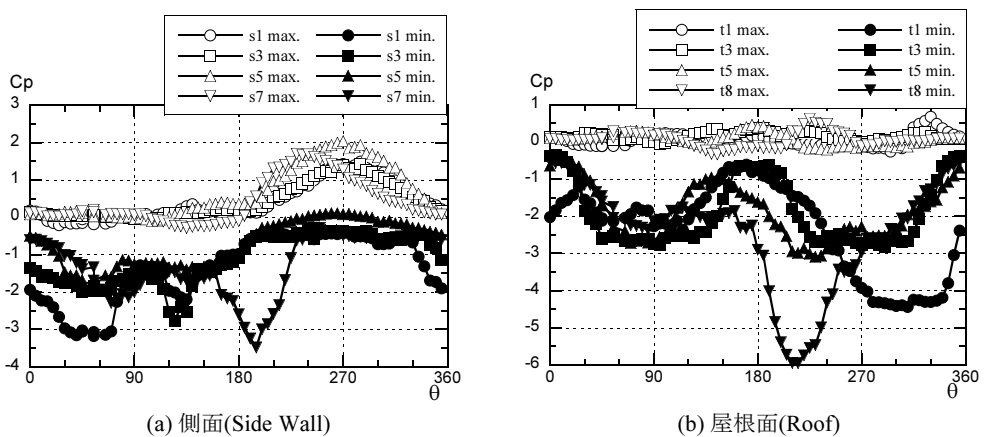 s1 max. s1 min.
s3 max. s3 min.
s5 max. s5 min.
s7 max. s7 min.
Cp
3
2
1
0
-1
-2
-3
-4
0 90 180 270 360
θ
(a) 側面(Side Wall)
t1 max. t1 min.
t3 max. t3 min.
t5 max. t5 min.
t8 max. t8 min.
Cp
1
0
-1
-2
-3
-4
-5
-6
0 90 180 270 360
θ
(b) 屋根面(Roof)